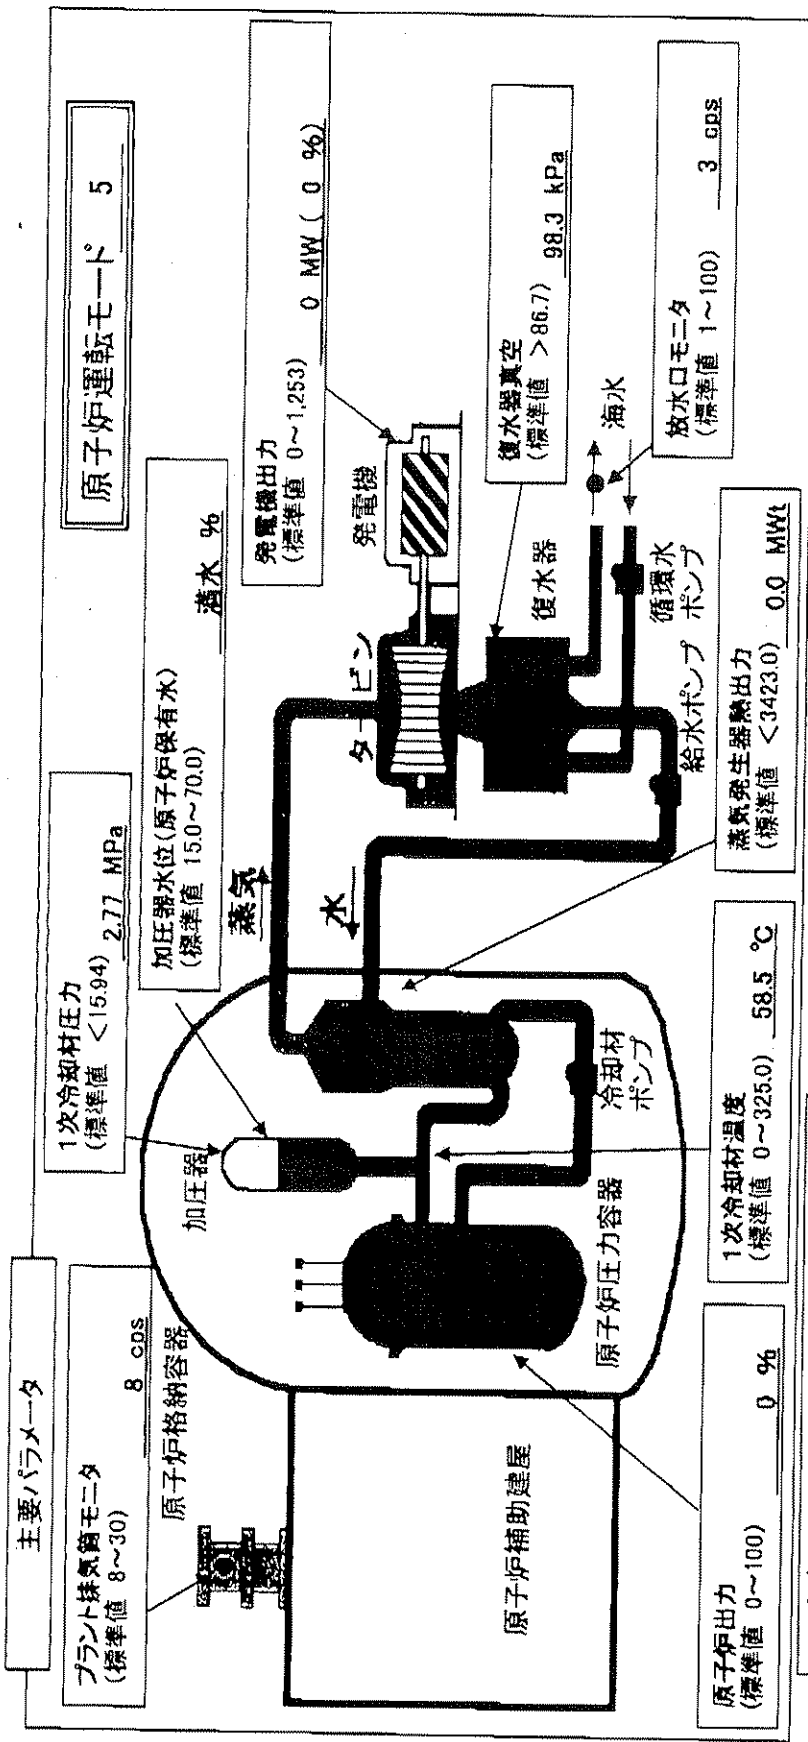 主要パラメータ
原子炉運転モード 5
プラント排気筒モニタ
(標準値 8~30)
8 cps
1次冷却材圧力
(標準値 <15.94)
2.77 MPa
加圧器水位(原子炉保有水)
(標準値 15.0~70.0)
満水 %
発電機出力
(標準値 0~1,253)
0 MW ( 0 %)
原子炉格納容器
加圧器
蒸気
水
タービン
発電機
復水器真空
(標準値 >86.7)
98.3 kPa
復水器
海水
循環水
ポンプ
給水ポンプ
放水口モニタ
(標準値 1~100)
3 cps
原子炉補助建屋
原子炉圧力容器
冷却材
ポンプ
原子炉出力
(標準値 0~100)
0 %
1次冷却材温度
(標準値 0~325.0)
58.5 ℃
蒸気発生器熱出力
(標準値 <3423.0)
0.0 MWt